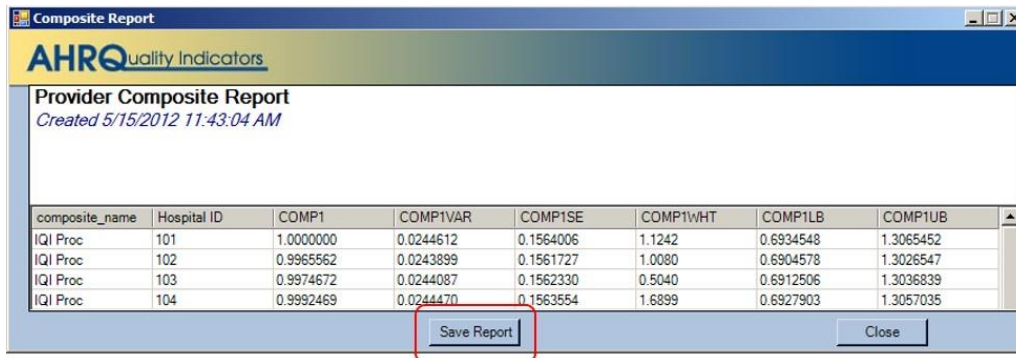 Composite Report
AHRQuality Indicators
Provider Composite Report
Created 5/15/2012 11:43:04 AM
composite_name Hospital ID COMP1 COMP1VAR COMP1SE COMP1WHT COMP1LB COMP1UB
IQI Proc 101 1.0000000 0.0244612 0.1564006 1.1242 0.6934548 1.3065452
IQI Proc 102 0.9965562 0.0243899 0.1561727 1.0080 0.6904578 1.3026547
IQI Proc 103 0.9974672 0.0244087 0.1562330 0.5040 0.6912506 1.3036839
IQI Proc 104 0.9992469 0.0244470 0.1563554 1.6899 0.6927903 1.3057035
Save Report Close